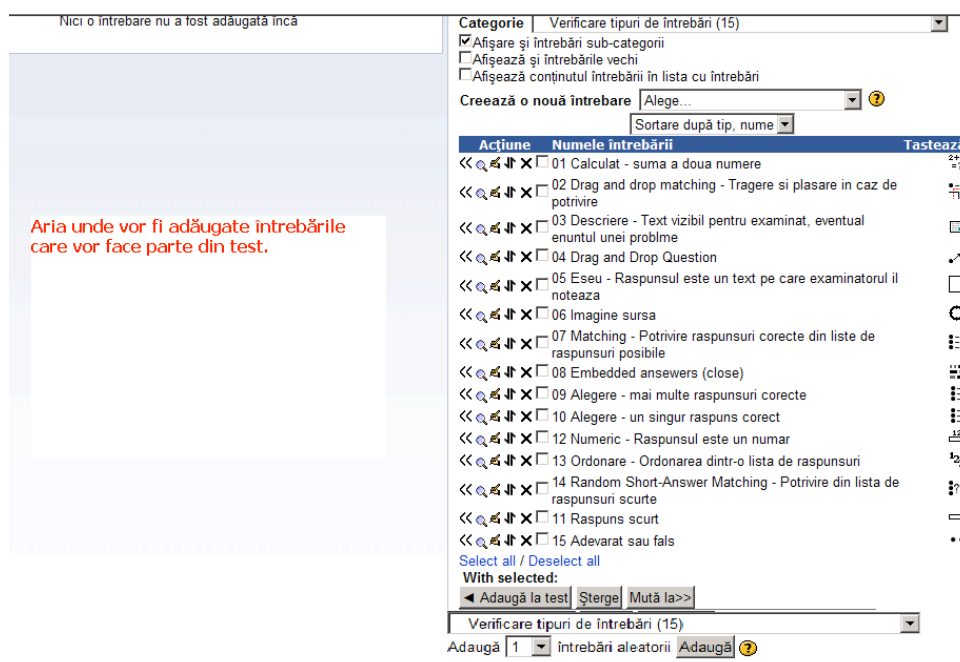 Nici o întrebare nu a fost adăugată încă
Aria unde vor fi adăugate întrebările
care vor face parte din test.
Categorie Verificare tipuri de întrebări (15)
Afişare şi întrebări sub-categorii
Afişează şi întrebările vechi
Afişează conţinutul întrebării în lista cu întrebări
Creează o nouă întrebare Alege...
Sortare după tip, nume
Acţiune Numele întrebării Tastează
01 Calculat - suma a doua numere
02 Drag and drop matching - Tragere si plasare in caz de
potrivire
03 Descriere - Text vizibil pentru examinat, eventual
enuntul unei problme
04 Drag and Drop Question
05 Eseu - Raspunsul este un text pe care examinatorul il
noteaza
06 Imagine sursa
07 Matching - Potrivire raspunsuri corecte din liste de
raspunsuri posibile
08 Embedded ansewers (close)
09 Alegere - mai multe raspunsuri corecte
10 Alegere - un singur raspuns corect
12 Numeric - Raspunsul este un numar
13 Ordonare - Ordonarea dintr-o lista de raspunsuri
14 Random Short-Answer Matching - Potrivire din lista de
raspunsuri scurte
11 Raspuns scurt
15 Adevarat sau fals
Select all / Deselect all
With selected:
◄ Adaugă la test Şterge Mută la>>
Verificare tipuri de întrebări (15)
Adaugă 1 întrebări aleatorii Adaugă